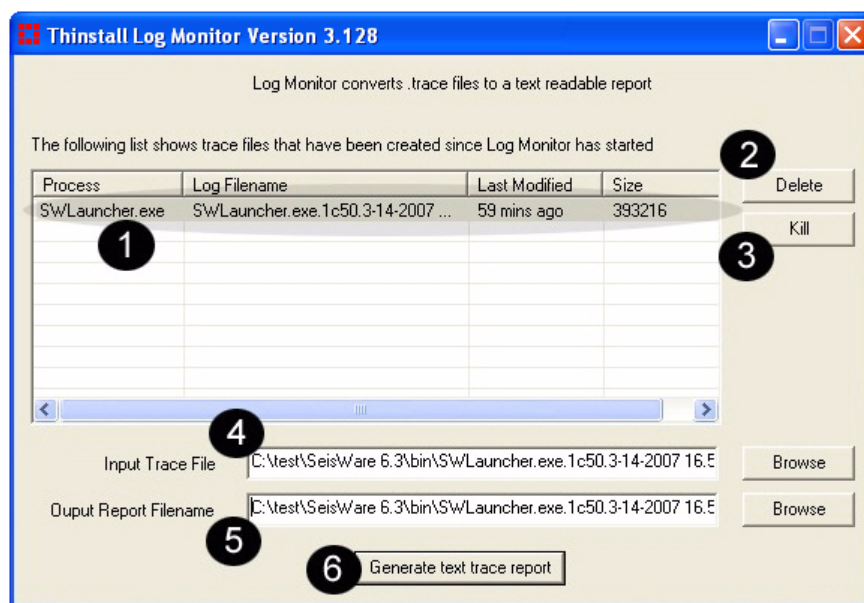 Thinstall Log Monitor Version 3.128
Log Monitor converts .trace files to a text readable report
The following list shows trace files that have been created since Log Monitor has started
2
Process Log Filename Last Modified Size Delete
SWLauncher.exe SWLauncher.exe.1c50.3-14-2007 ... 59 mins ago 393216
Kill
1
3
4
Input Trace File C:\test\SeisWare 6.3\bin\SWLauncher.exe.1c50.3-14-2007 16.5 Browse
Ouput Report Filename C:\test\SeisWare 6.3\bin\SWLauncher.exe.1c50.3-14-2007 16.5 Browse
5
6 Generate text trace report